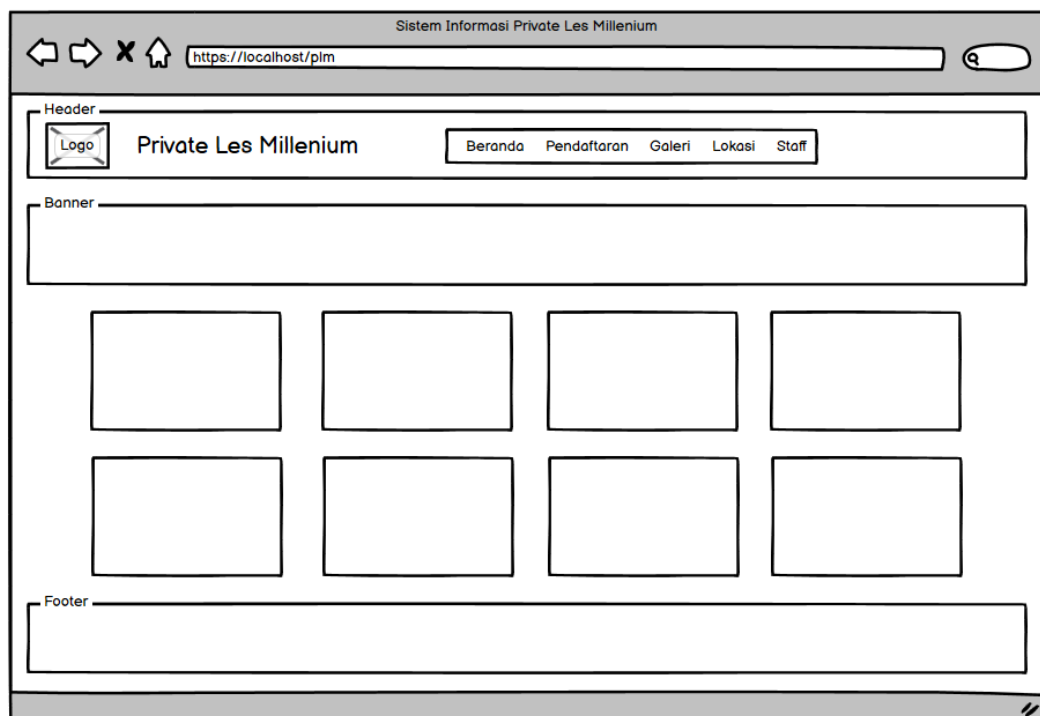 Sistem Informasi Private Les Millenium
https://localhost/plm
Header
Logo
Private Les Millenium
Beranda Pendaftaran Galeri Lokasi Staff
Banner
Footer